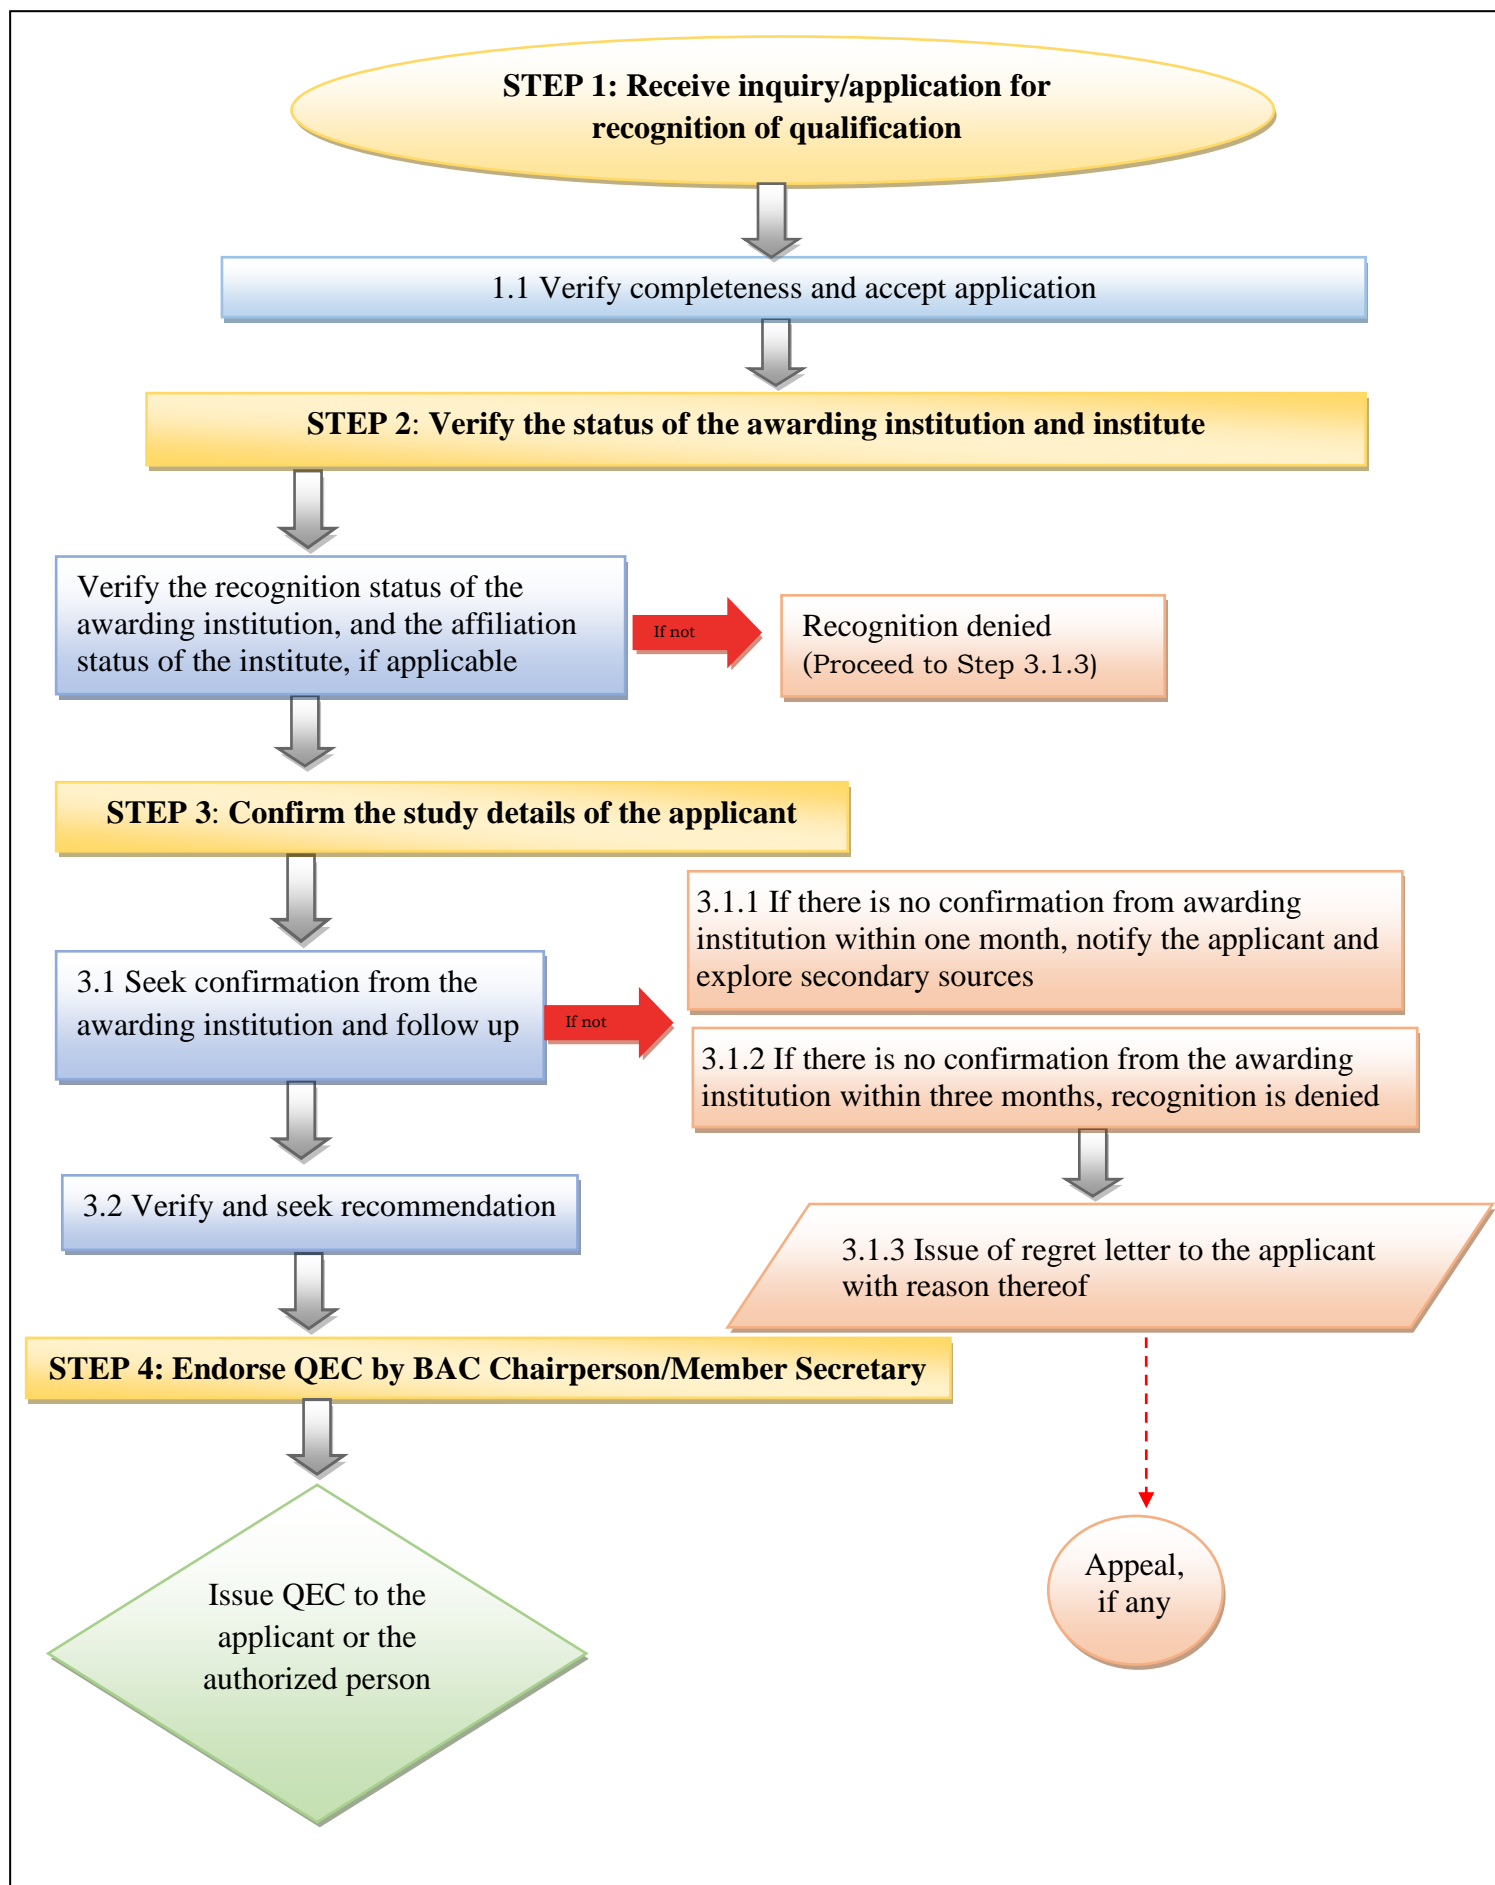 STEP 1: Receive inquiry/application for
recognition of qualification
1.1 Verify completeness and accept application
STEP 2: Verify the status of the awarding institution and institute
Verify the recognition status of the
awarding institution, and the affiliation
status of the institute, if applicable
If not
Recognition denied
(Proceed to Step 3.1.3)
STEP 3: Confirm the study details of the applicant
3.1 Seek confirmation from the
awarding institution and follow up
If not
3.1.1 If there is no confirmation from awarding
institution within one month, notify the applicant and
explore secondary sources
3.1.2 If there is no confirmation from the awarding
institution within three months, recognition is denied
3.2 Verify and seek recommendation
3.1.3 Issue of regret letter to the applicant
with reason thereof
STEP 4: Endorse QEC by BAC Chairperson/Member Secretary
Issue QEC to the
applicant or the
authorized person
Appeal,
if any